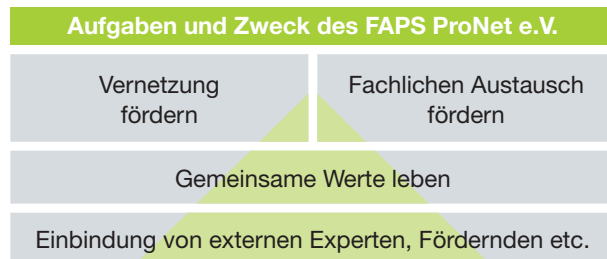 Aufgaben und Zweck des FAPS ProNet e.V.
Vernetzung
fördern
Fachlichen Austausch
fördern
Gemeinsame Werte leben
Einbindung von externen Experten, Fördernden etc.